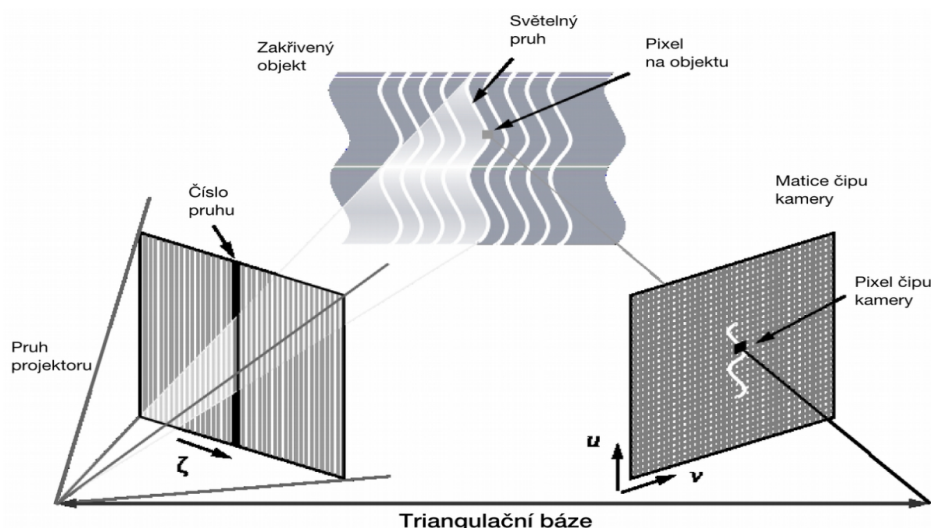 Světelný
pruh
Zakřivený
objekt
Pixel
na objektu
Matice čipu
kamery
Číslo
pruhu
Pixel čipu
kamery
Pruh
projektoru
u
ζ
v
Triangulační báze